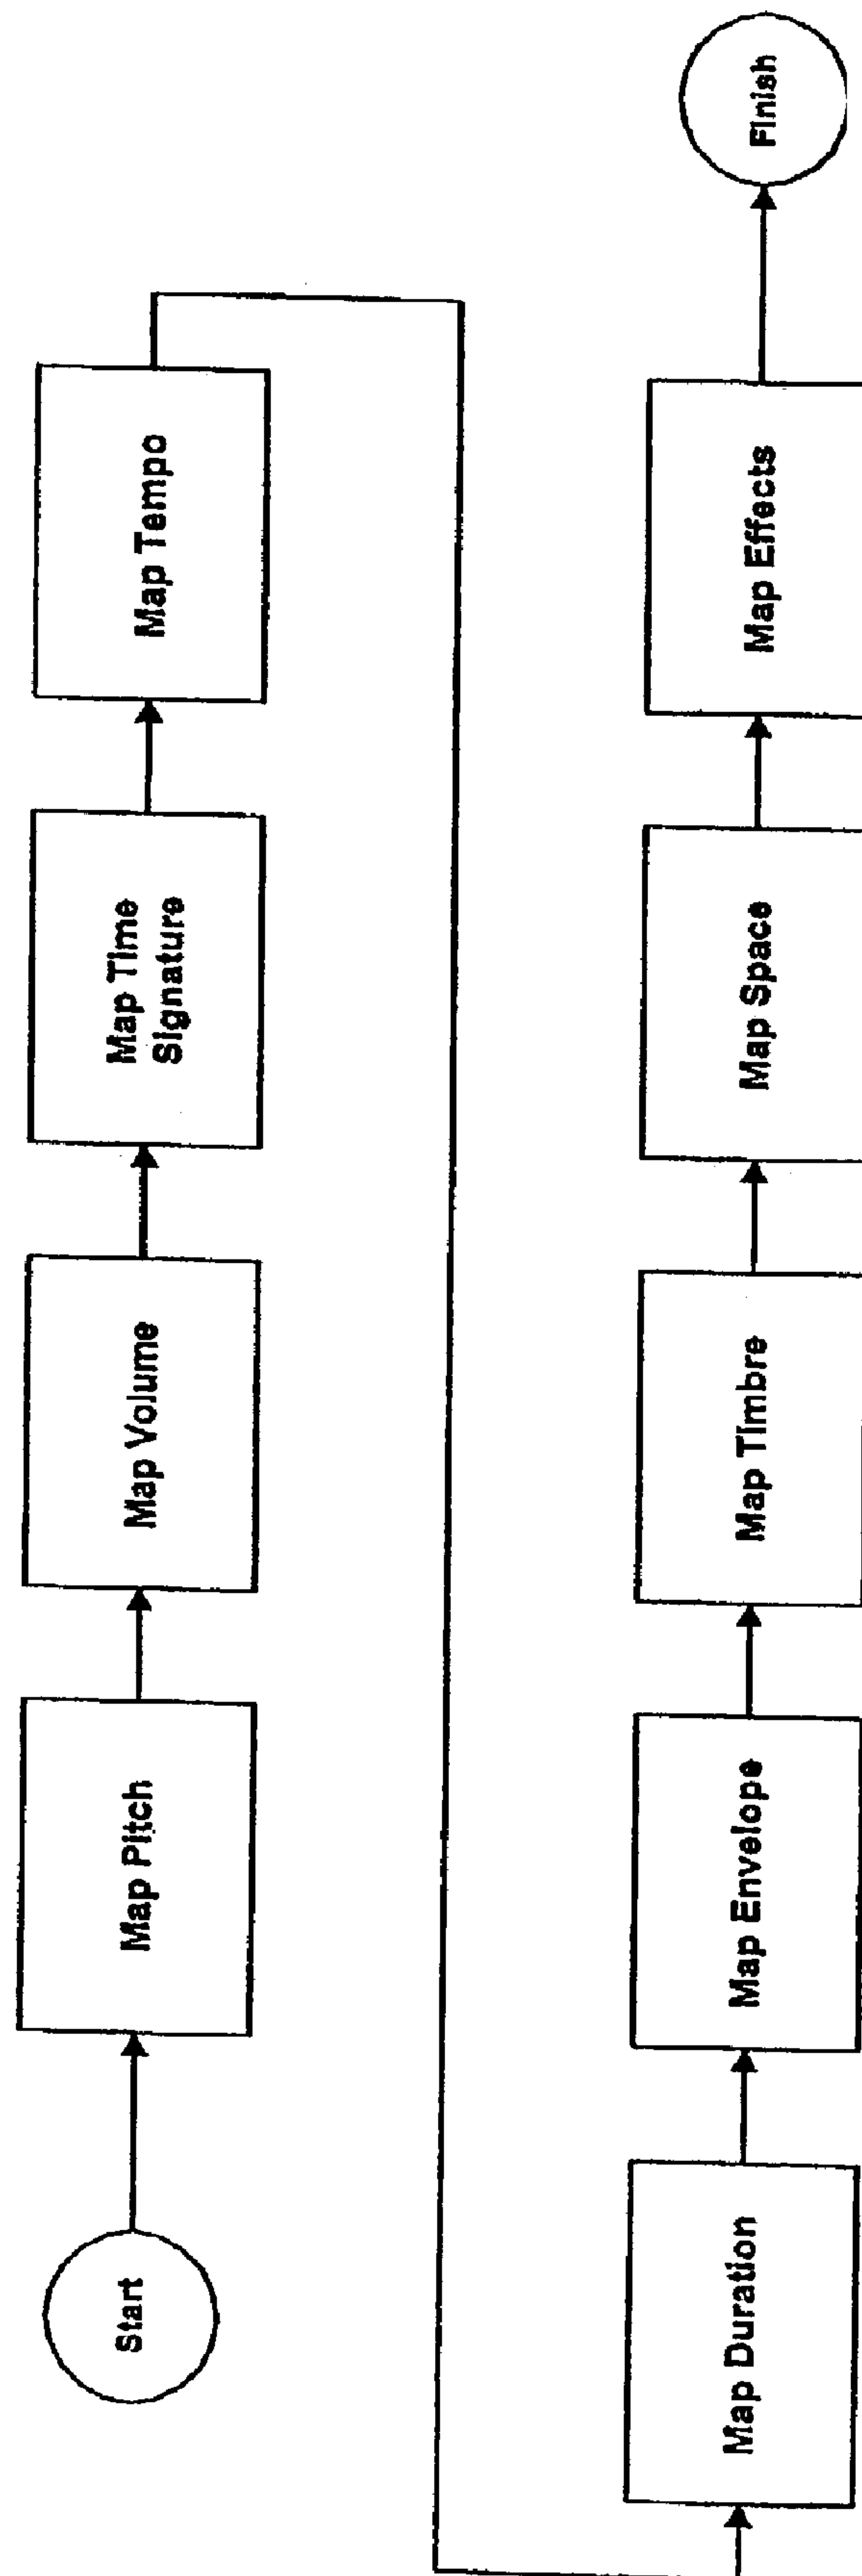 Start
Map Pitch
Map Volume
Map Time
Signature
Map Tempo
Map Duration
Map Envelope
Map Timbre
Map Space
Map Effects
Finish